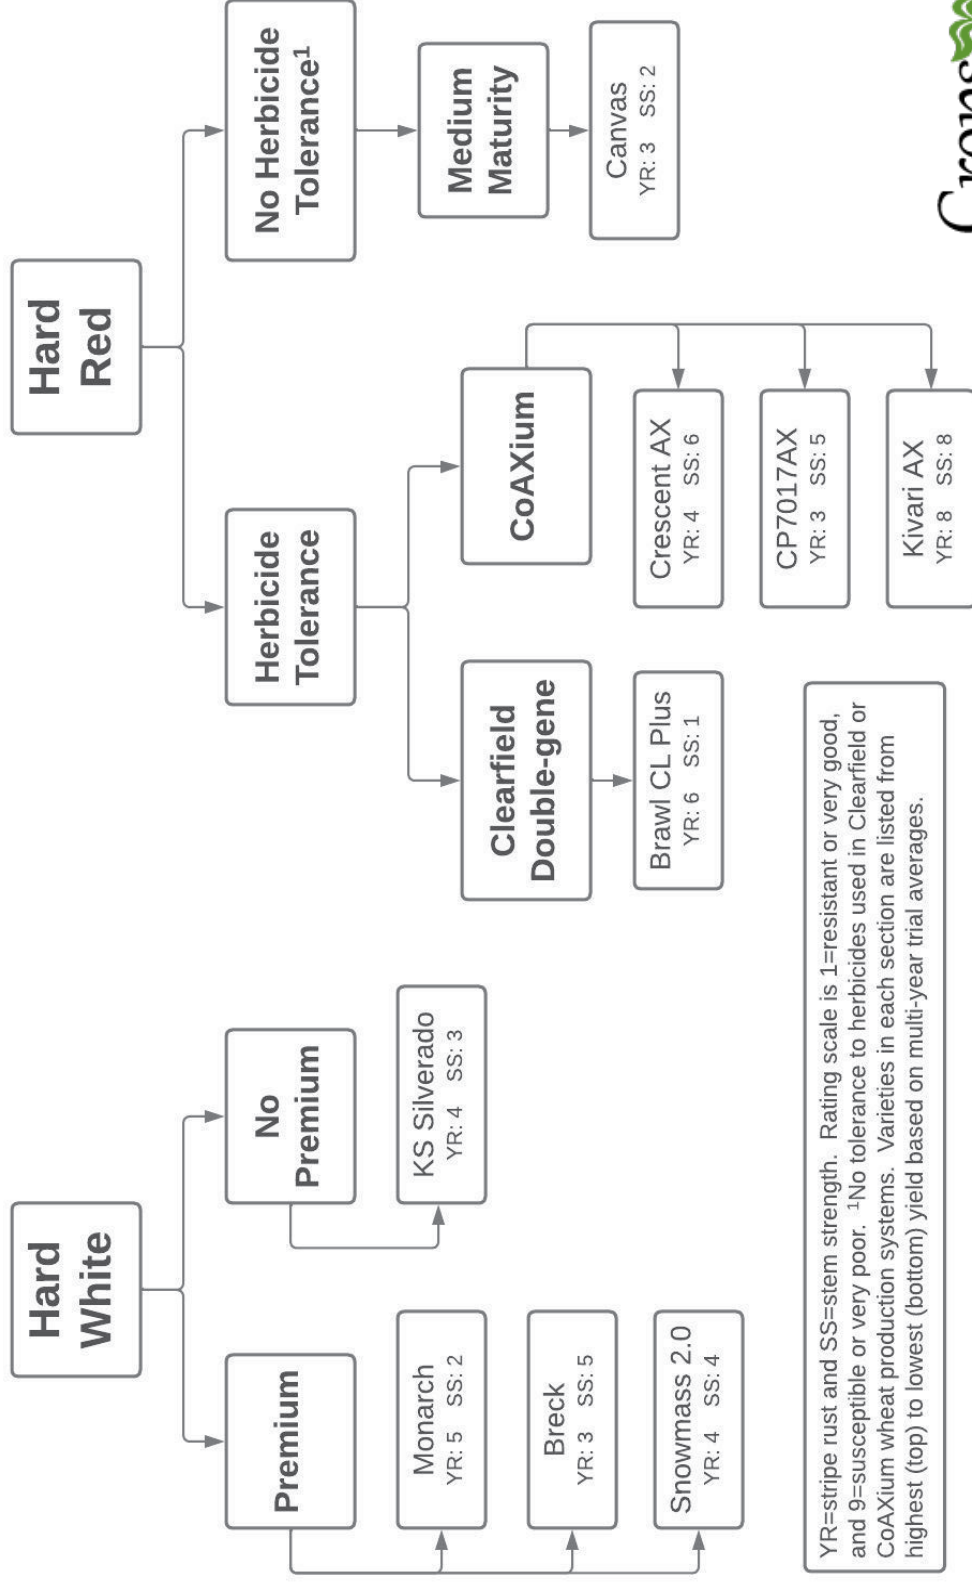 Hard
White
Premium
Monarch
YR: 5 SS: 2
Breck
YR: 3 SS: 5
Snowmass 2.0
YR: 4 SS: 4
No
Premium
KS Silverado
YR: 4 SS: 3
Hard
Red
Herbicide
Tolerance
Clearfield
Double-gene
Brawl CL Plus
YR: 6 SS: 1
CoAXium
Crescent AX
YR: 4 SS: 6
CP7017AX
YR: 3 SS: 5
Kivari AX
YR: 8 SS: 8
No Herbicide
Tolerance¹
Medium
Maturity
Canvas
YR: 3 SS: 2
YR=stripe rust and SS=stem strength. Rating scale is 1=resistant or very good,
and 9=susceptible or very poor. ¹No tolerance to herbicides used in Clearfield or
CoAXium wheat production systems. Varieties in each section are listed from
highest (top) to lowest (bottom) yield based on multi-year trial averages.